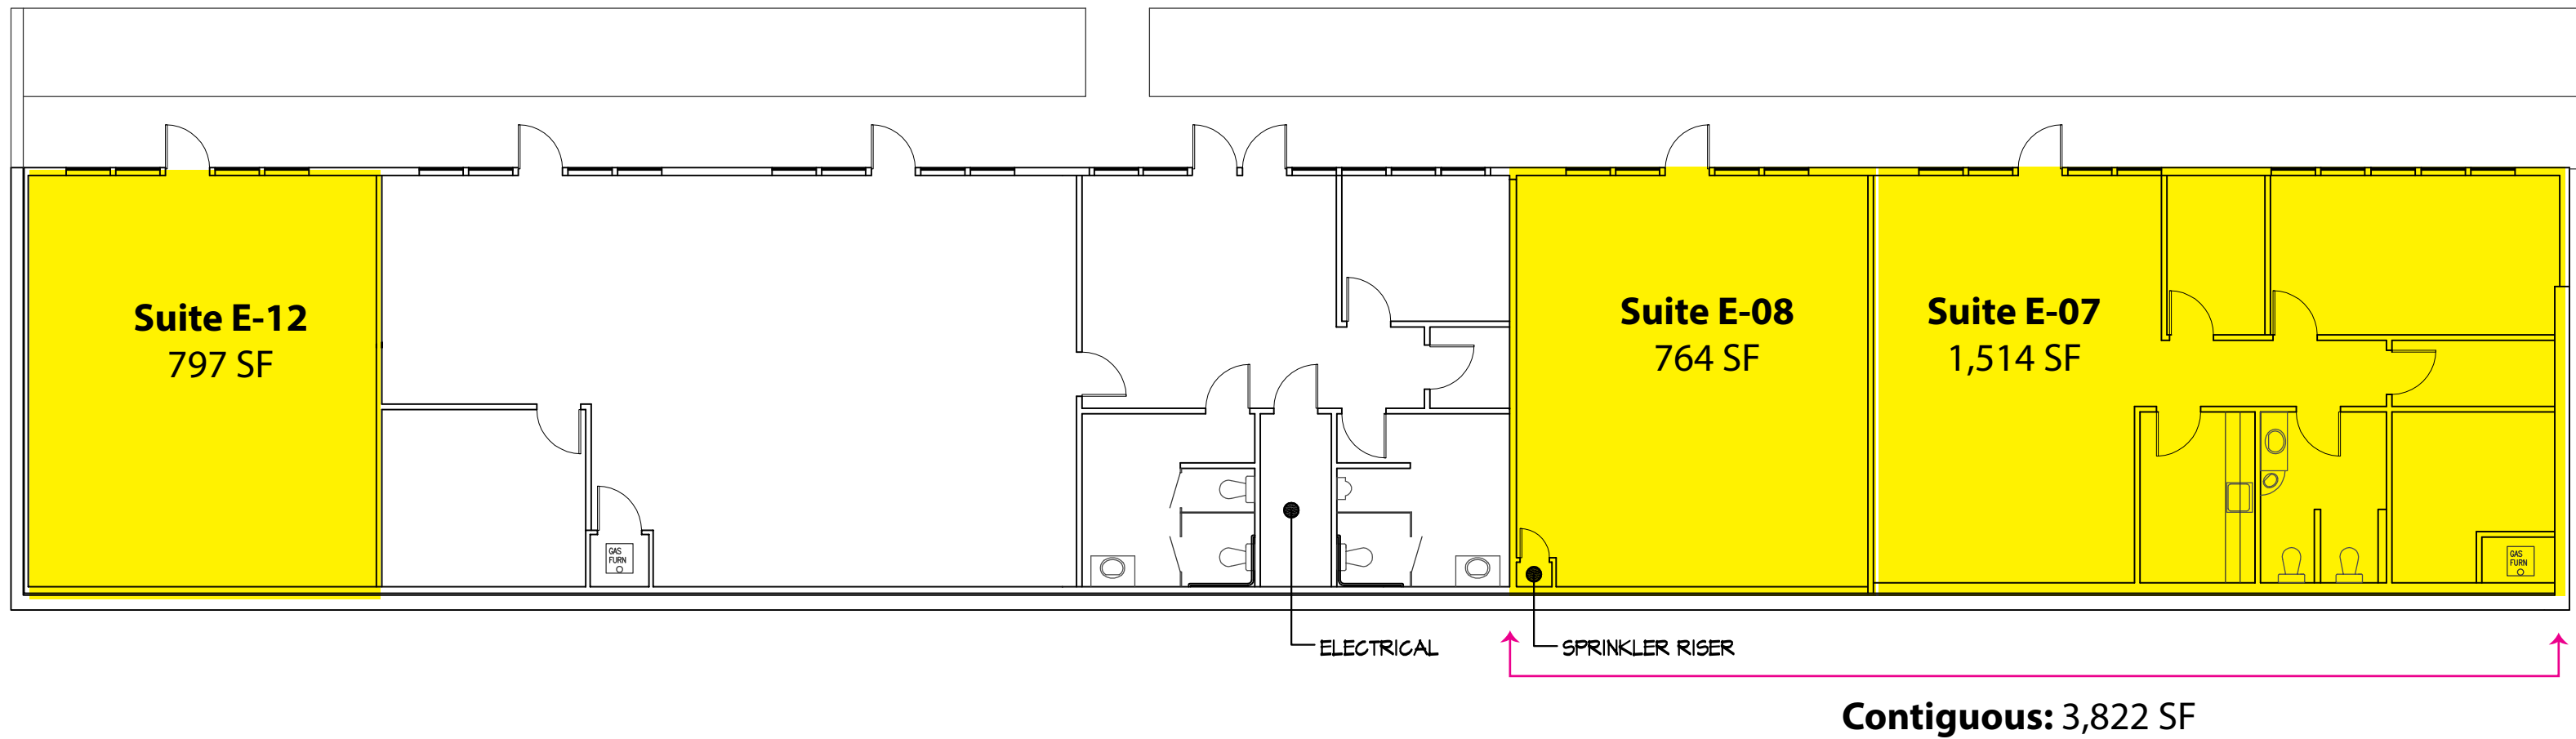 Suite E-12
797 SF
Suite E-08
764 SF
Suite E-07
1,514 SF
GAS
FURN
GAS
FURN
ELECTRICAL
SPRINKLER RISER
Contiguous: 3,822 SF